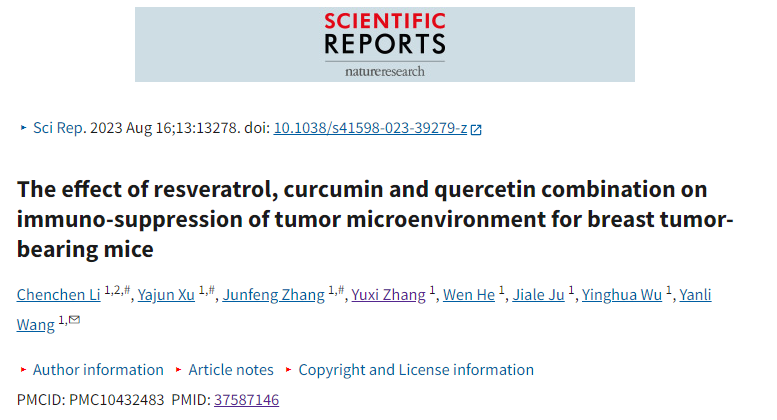 SCIENTIFIC
REPORTS
natureresearch
‣ Sci Rep. 2023 Aug 16;13:13278. doi: 10.1038/s41598-023-39279-z
The effect of resveratrol, curcumin and quercetin combination on
immuno-suppression of tumor microenvironment for breast tumor-
bearing mice
Chenchen Li 1,2,#, Yajun Xu 1,#, Junfeng Zhang 1,#, Yuxi Zhang 1, Wen He 1, Jiale Ju 1, Yinghua Wu 1, Yanli
Wang 1,✉
‣ Author information ‣ Article notes ‣ Copyright and License information
PMCID: PMC10432483 PMID: 37587146